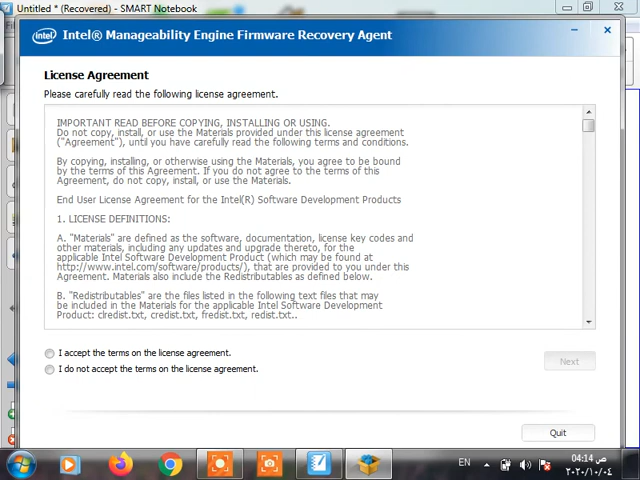 Untitled * (Recovered) - SMART Notebook
intel
Intel® Manageability Engine Firmware Recovery Agent
License Agreement
Please carefully read the following license agreement.
IMPORTANT READ BEFORE COPYING, INSTALLING OR USING.
Do not copy, install, or use the Materials provided under this license agreement
("Agreement"), until you have carefully read the following terms and conditions.
By copying, installing, or otherwise using the Materials, you agree to be bound
by the terms of this Agreement. If you do not agree to the terms of this
Agreement, do not copy, install, or use the Materials.
End User License Agreement for the Intel(R) Software Development Products
1. LICENSE DEFINITIONS:
A. "Materials" are defined as the software, documentation, license key codes and
other materials, including any updates and upgrade thereto, for the
applicable Intel Software Development Product (which may be found at
http://www.intel.com/software/products/), that are provided to you under this
Agreement. Materials also include the Redistributables as defined below.
B. "Redistributables" are the files listed in the following text files that may
be included in the Materials for the applicable Intel Software Development
Product: clredist.txt, credist.txt, fredist.txt, redist.txt..
I accept the terms on the license agreement.
I do not accept the terms on the license agreement.
Next
Quit
EN
04:14 ص
٢٠٢٠/١٠/٠٤